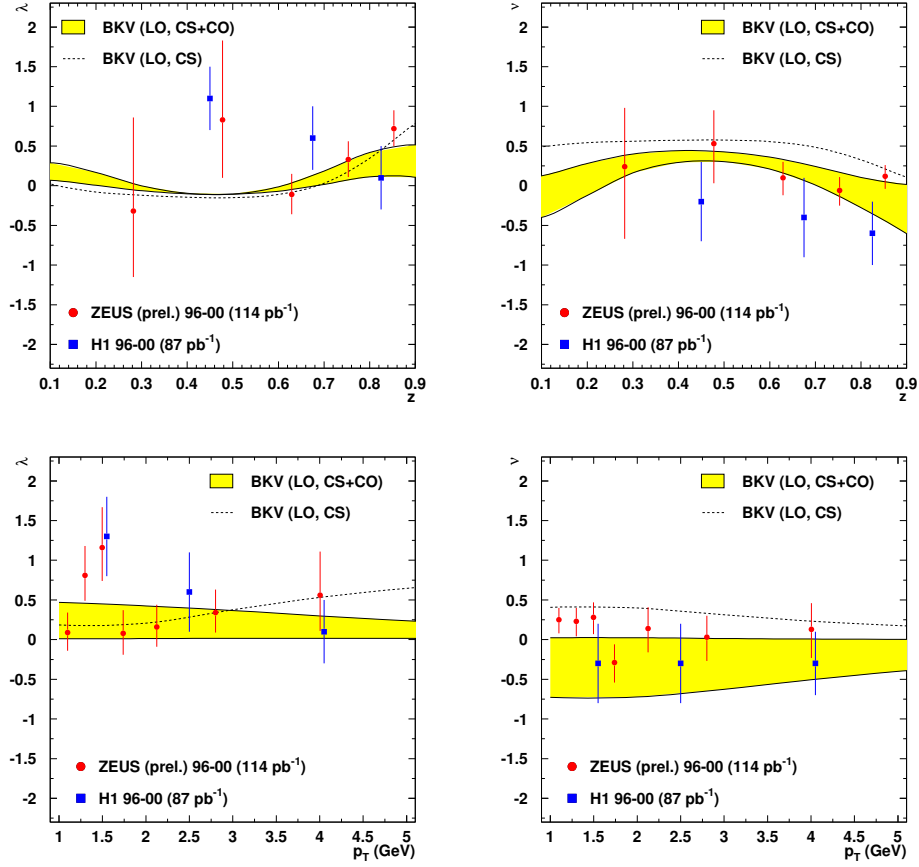 λ
BKV (LO, CS+CO)
BKV (LO, CS)
ZEUS (prel.) 96-00 (114 pb-1)
H1 96-00 (87 pb-1)
2
1.5
1
0.5
0
-0.5
-1
-1.5
-2
0.1 0.2 0.3 0.4 0.5 0.6 0.7 0.8 0.9
z
ν
BKV (LO, CS+CO)
BKV (LO, CS)
ZEUS (prel.) 96-00 (114 pb-1)
H1 96-00 (87 pb-1)
2
1.5
1
0.5
0
-0.5
-1
-1.5
-2
0.1 0.2 0.3 0.4 0.5 0.6 0.7 0.8 0.9
z
λ
BKV (LO, CS+CO)
BKV (LO, CS)
ZEUS (prel.) 96-00 (114 pb-1)
H1 96-00 (87 pb-1)
2
1.5
1
0.5
0
-0.5
-1
-1.5
-2
1 1.5 2 2.5 3 3.5 4 4.5 5
pT (GeV)
ν
BKV (LO, CS+CO)
BKV (LO, CS)
ZEUS (prel.) 96-00 (114 pb-1)
H1 96-00 (87 pb-1)
2
1.5
1
0.5
0
-0.5
-1
-1.5
-2
1 1.5 2 2.5 3 3.5 4 4.5 5
pT (GeV)